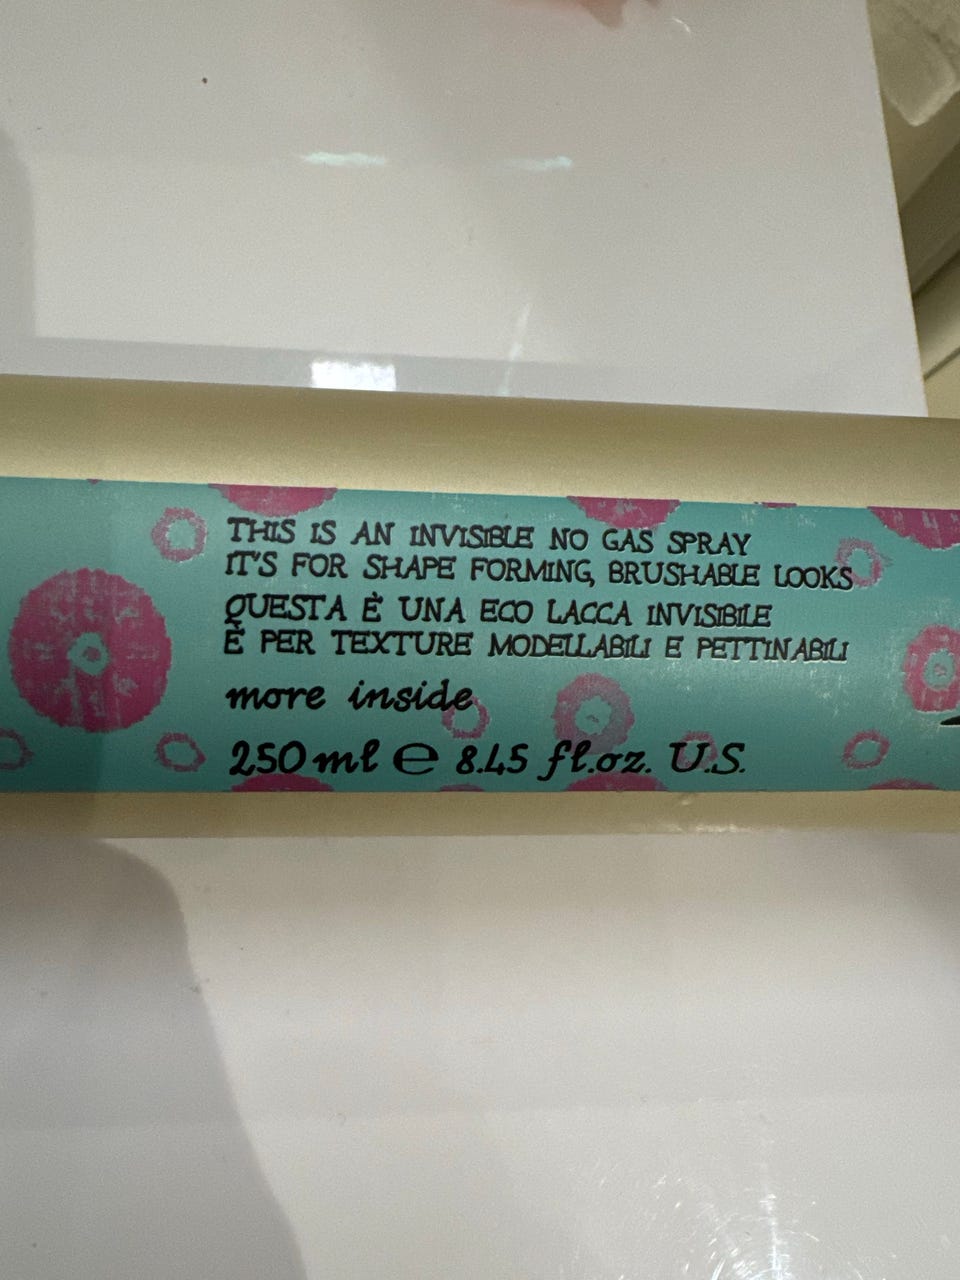 THIS IS AN INVISIBLE NO GAS SPRAY
IT'S FOR SHAPE FORMING, BRUSHABLE LOOKS
QUESTA È UNA ECO LACCA INVISIBILE
È PER TEXTURE MODELLABILI E PETTINABILI
more inside
250 ml e 8.45 fl.oz. U.S.